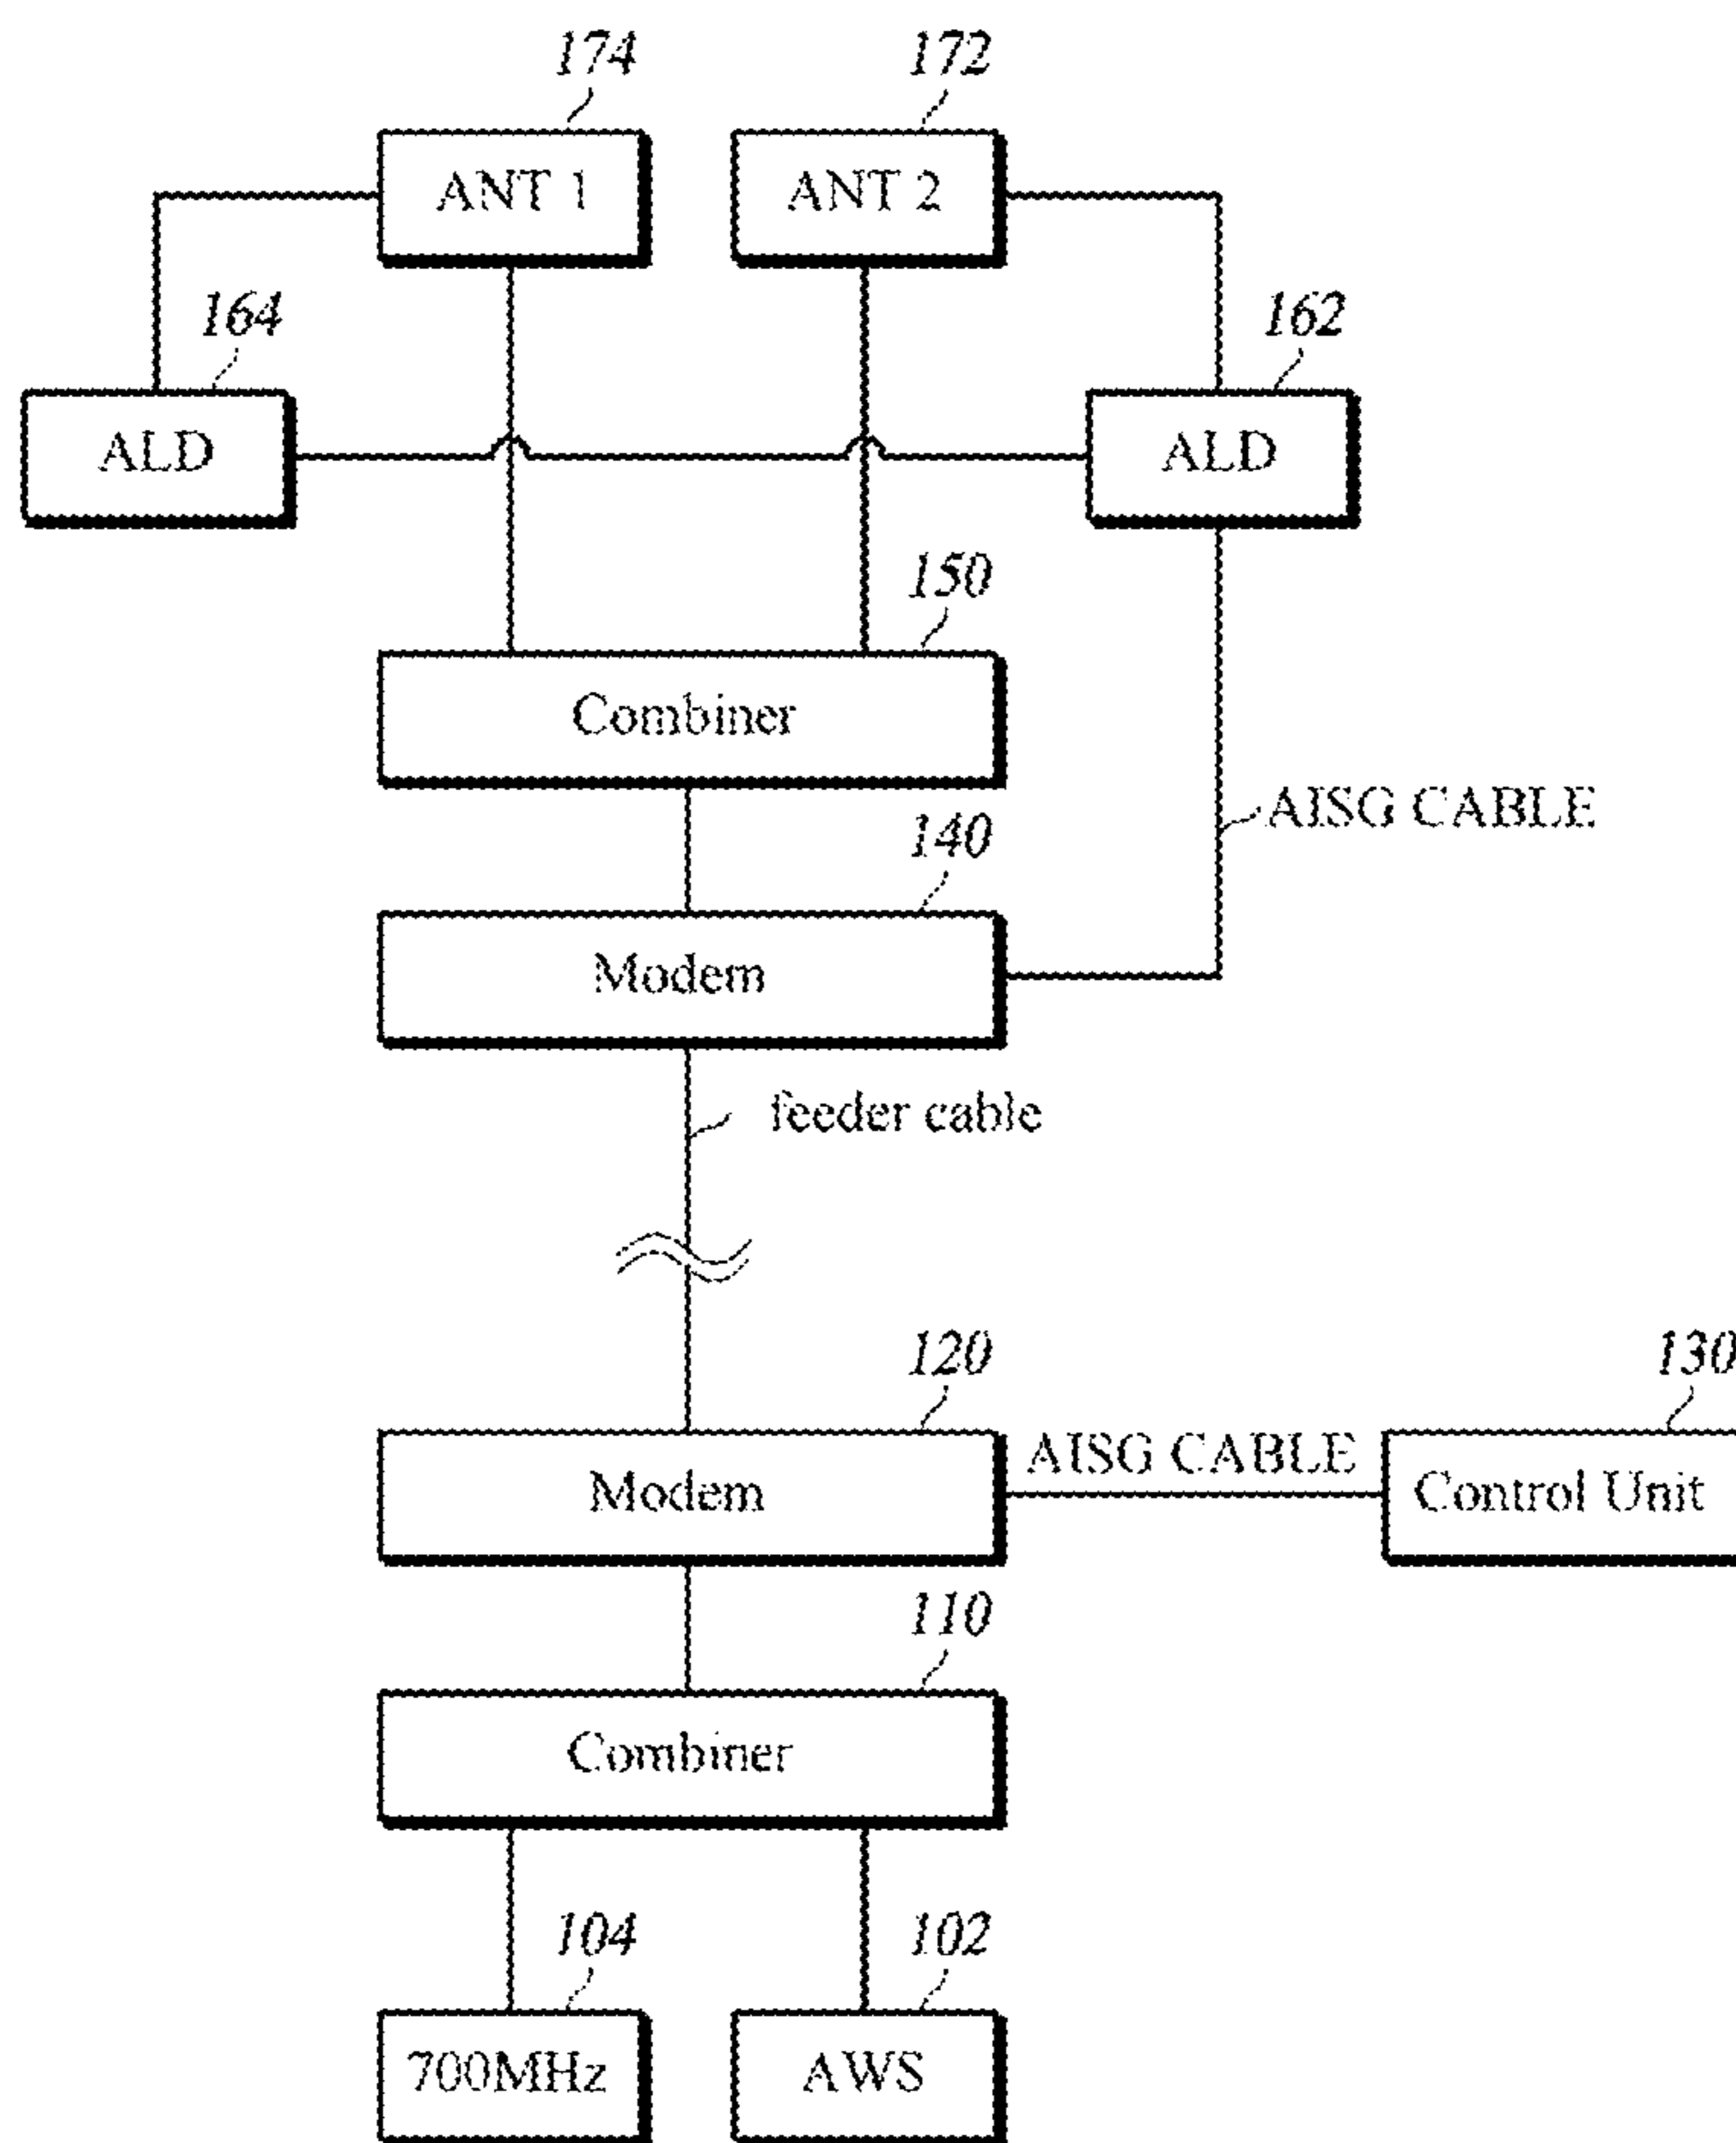 174 172
ANT 1 ANT 2
164 162
ALD ALD
150
Combiner
AISG CABLE
140
Modem
feeder cable
120 130
AISG CABLE
Modem Control Unit
110
Combiner
104 102
700MHz AWS